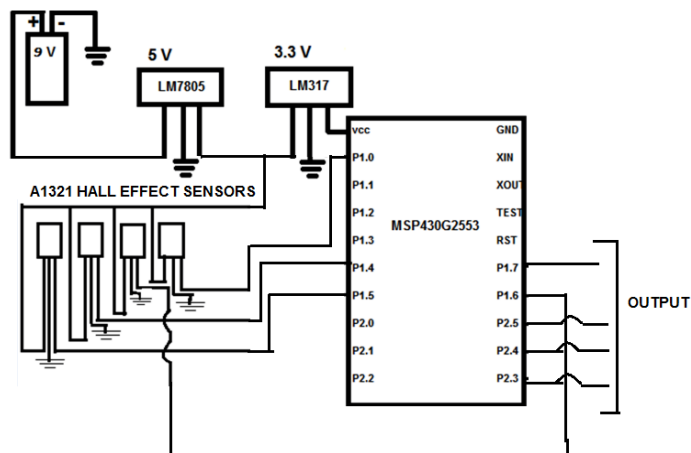 + -
9 V
5 V
LM7805
3.3 V
LM317
A1321 HALL EFFECT SENSORS
vcc
P1.0
P1.1
P1.2
P1.3
P1.4
P1.5
P2.0
P2.1
P2.2
MSP430G2553
GND
XIN
XOUT
TEST
RST
P1.7
P1.6
P2.5
P2.4
P2.3
OUTPUT